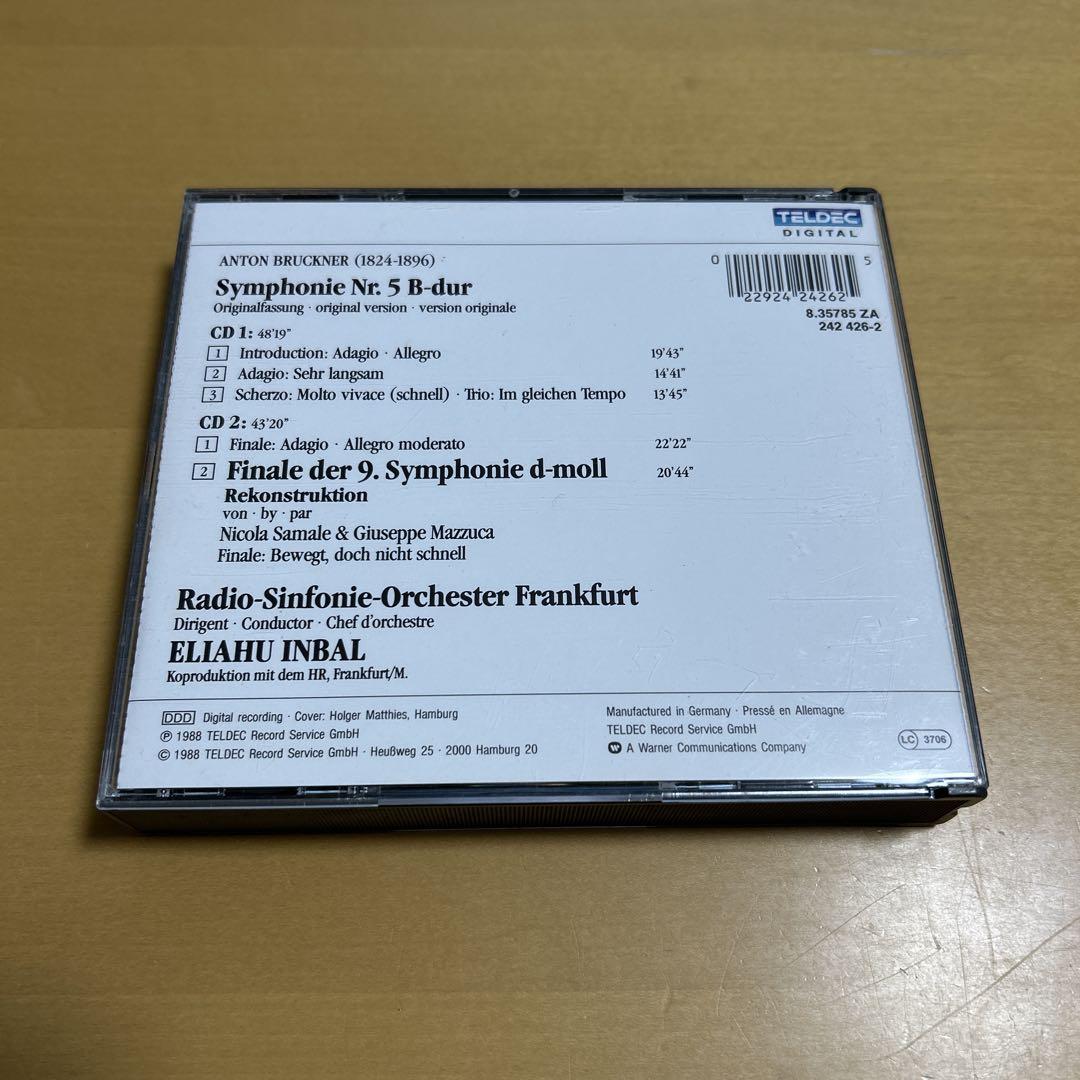 TELDEC
DIGITAL
ANTON BRUCKNER (1824-1896)
Symphonie Nr. 5 B-dur
Originalfassung · original version · version originale
0 22924 24262 5
8.35785 ZA
242 426-2
CD 1: 48'19"
1 Introduction: Adagio · Allegro 19'43"
2 Adagio: Sehr langsam 14'41"
3 Scherzo: Molto vivace (schnell) · Trio: Im gleichen Tempo 13'45"
CD 2: 43'20"
1 Finale: Adagio · Allegro moderato 22'22"
2 Finale der 9. Symphonie d-moll 20'44"
Rekonstruktion
von · by · par
Nicola Samale & Giuseppe Mazzuca
Finale: Bewegt, doch nicht schnell
Radio-Sinfonie-Orchester Frankfurt
Dirigent · Conductor · Chef d'orchestre
ELIAHU INBAL
Koproduktion mit dem HR, Frankfurt/M.
DDD Digital recording · Cover: Holger Matthies, Hamburg
℗ 1988 TELDEC Record Service GmbH
© 1988 TELDEC Record Service GmbH · Heußweg 25 · 2000 Hamburg 20
Manufactured in Germany · Pressé en Allemagne
TELDEC Record Service GmbH
A Warner Communications Company
LC 3706